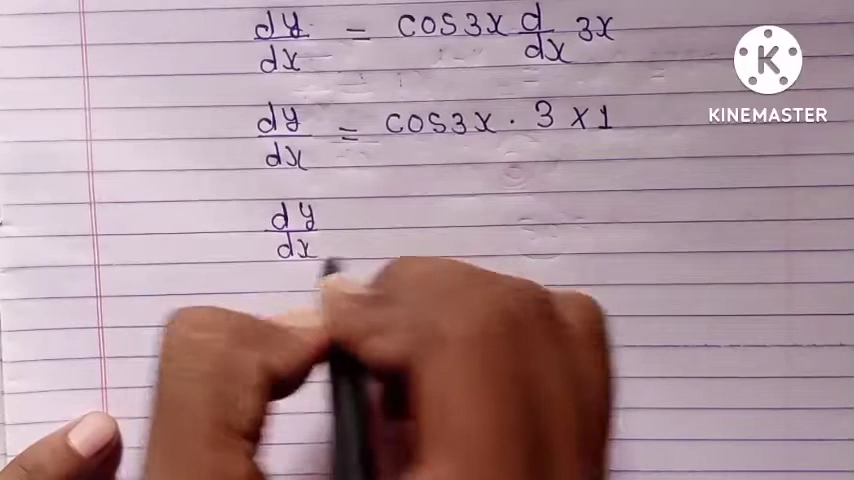 dy/dx = cos3x d/dx 3x
KINEMASTER
dy/dx = cos3x . 3 x 1
dy/dx